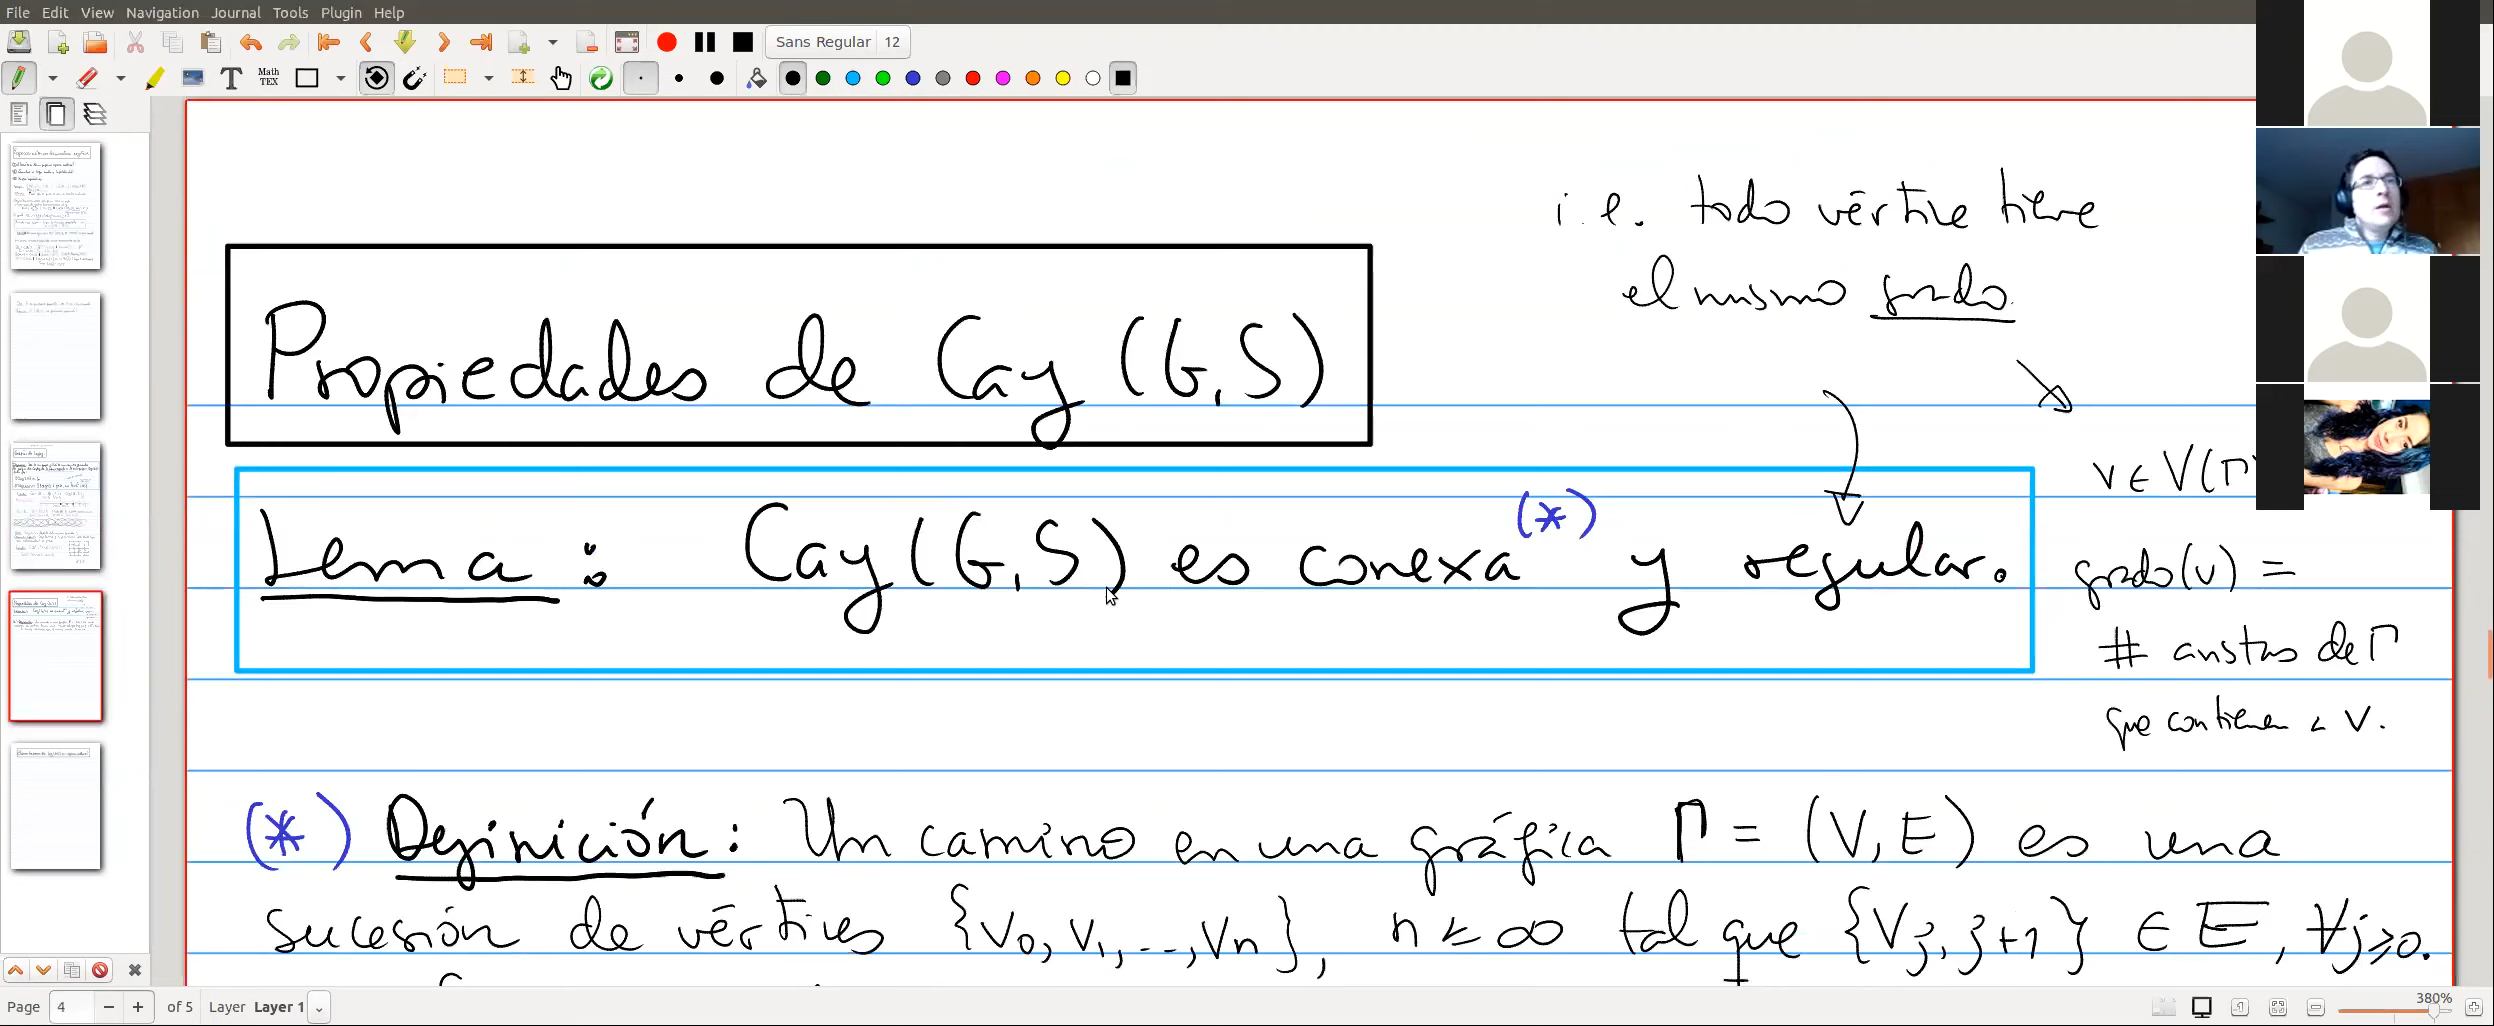 File Edit View Navigation Journal Tools Plugin Help
Sans Regular 12
Math
TEX
i.e. todo vértice tiene
el mismo grado.
Propiedades de Cay (G,S)
v ∈ V(Γ
Lema: Cay(G,S) es conexa(*) y regular.
grado(v) =
# aristas de Γ
que contienen a v.
(*) Definición: Un camino en una gráfica Γ = (V,E) es una
sucesión de vértices {v0,v1,...,vn}, n≤∞ tal que {Vj,j+1} ∈ E, ∀j≥0.
Page 4 of 5 Layer Layer 1 380%